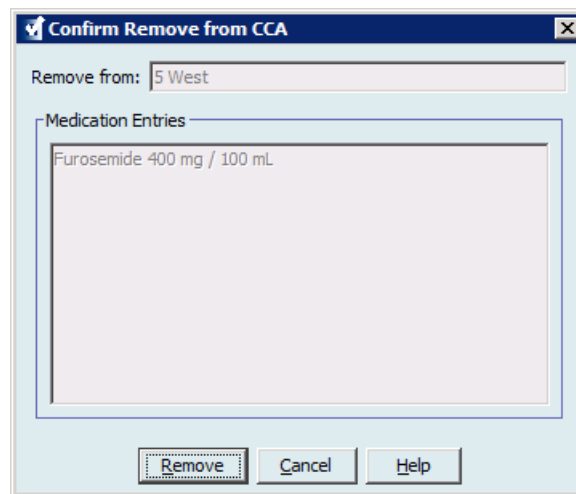 Confirm Remove from CCA
Remove from: 5 West
Medication Entries
Furosemide 400 mg / 100 mL
Remove Cancel Help